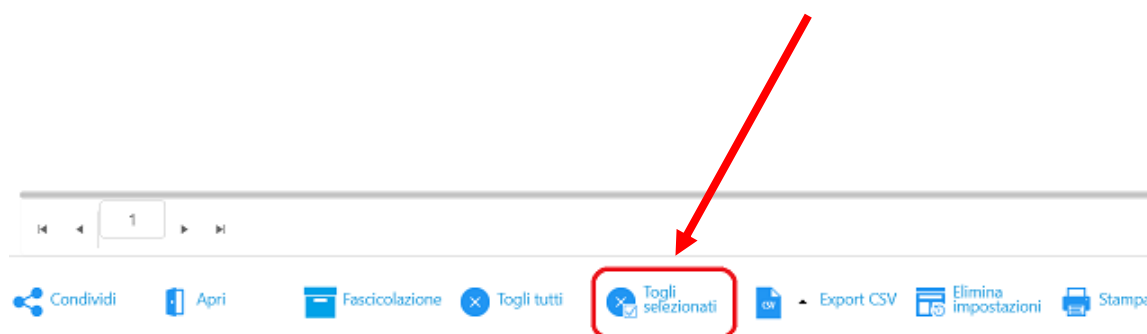 1
Condividi
Apri
Fascicolazione
Togli tutti
Togli
selezionati
CSV
Export CSV
Elimina
impostazioni
Stampa